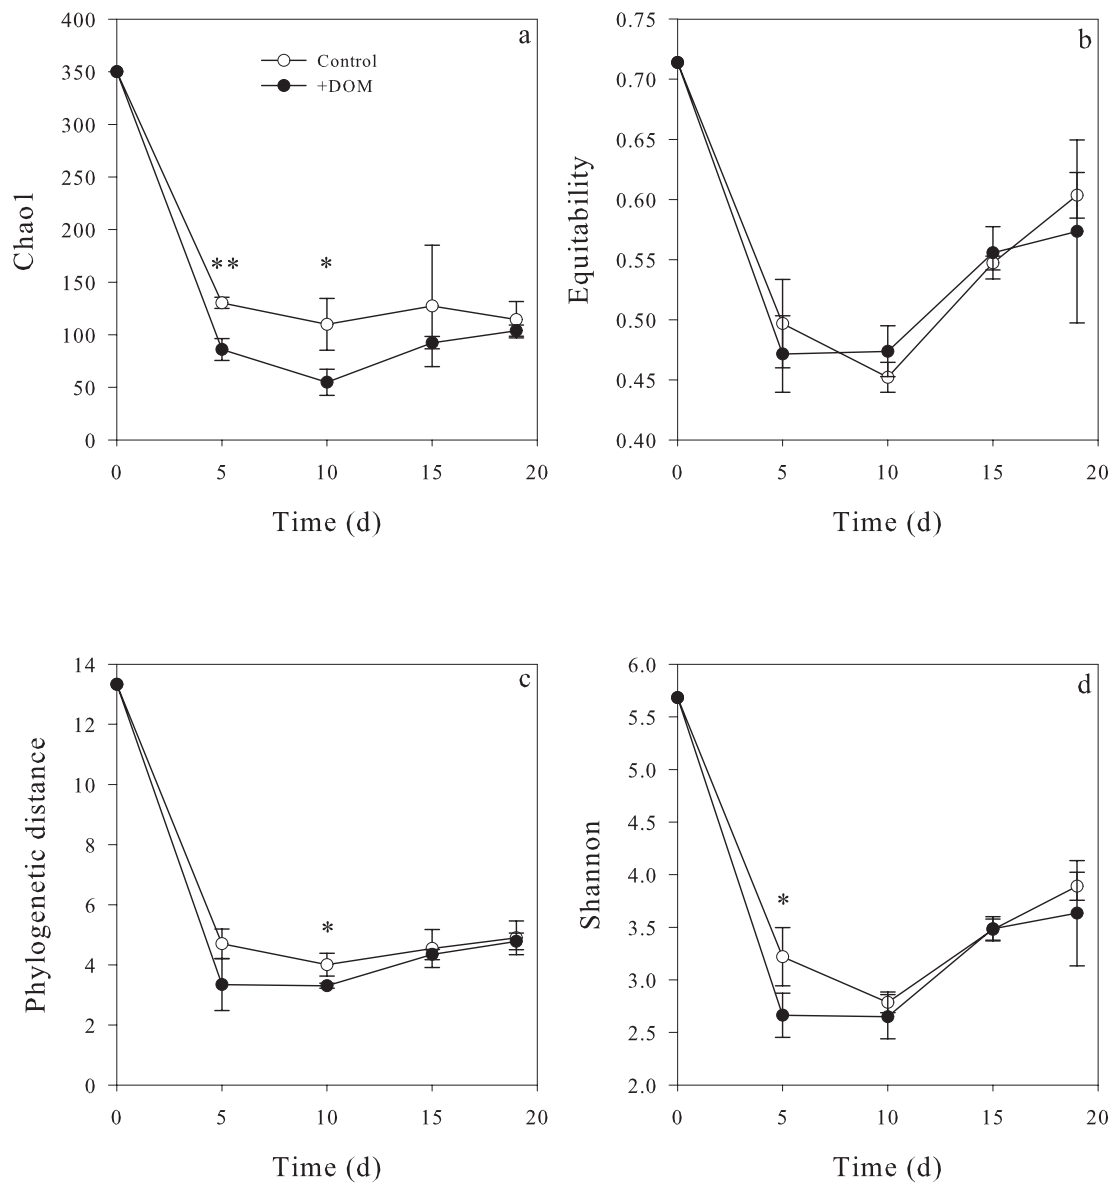 a
Control
+DOM
400
350
300
250
200
150
100
50
0
Chao1
**
*
0 5 10 15 20
Time (d)
b
0.75
0.70
0.65
0.60
0.55
0.50
0.45
0.40
Equitability
0 5 10 15 20
Time (d)
c
14
12
10
8
6
4
2
0
Phylogenetic distance
*
0 5 10 15 20
Time (d)
d
6.0
5.5
5.0
4.5
4.0
3.5
3.0
2.5
2.0
Shannon
*
0 5 10 15 20
Time (d)